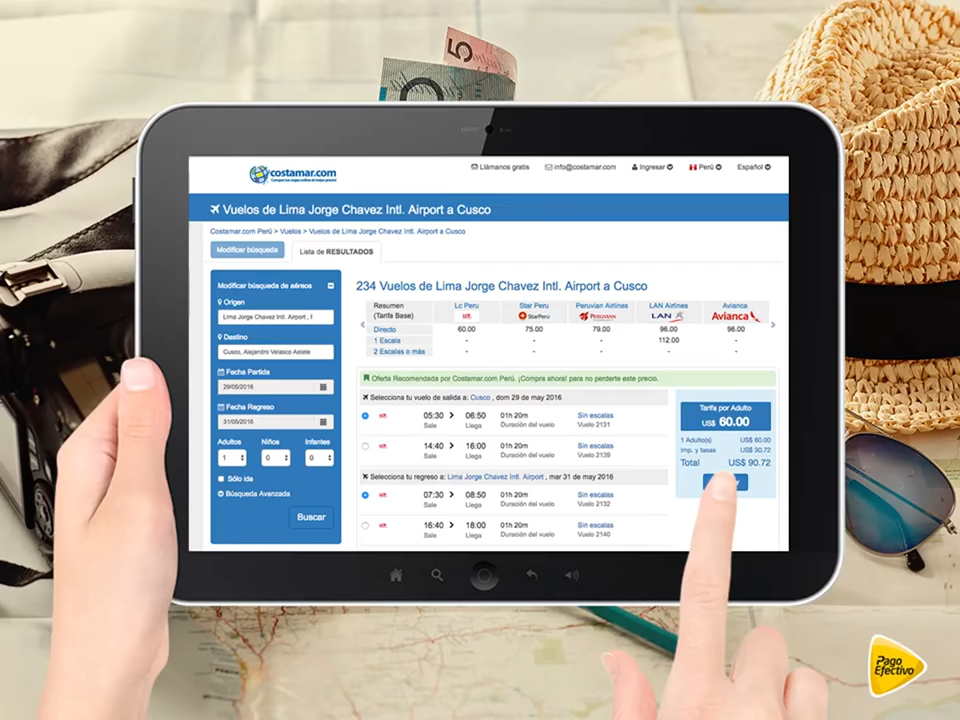 5
costamar.com
Compra tus viajes online al mejor precio!
Llámanos gratis
info@costamar.com
Ingresar
Perú
Español
Vuelos de Lima Jorge Chavez Intl. Airport a Cusco
Costamar.com Perú > Vuelos > Vuelos de Lima Jorge Chavez Intl. Airport a Cusco
Modificar búsqueda
Lista de RESULTADOS
Modificar búsqueda de aéreos
Origen
Lima Jorge Chavez Intl. Airport , P
Destino
Cusco, Alejandro Velasco Astete
Fecha Partida
29/05/2016
Fecha Regreso
31/05/2016
Adultos Niños Infantes
1 0 0
Sólo ida
Búsqueda Avanzada
Buscar
234 Vuelos de Lima Jorge Chavez Intl. Airport a Cusco
Resumen Lc Peru Star Peru Peruvian Airlines LAN Airlines Avianca
(Tarifa Base) StarPerú PERUVIAN LAN Avianca
Directo 60.00 75.00 79.00 96.00 96.00
1 Escala - - - 112.00 -
2 Escalas o más - - - - -
Oferta Recomendada por Costamar.com Perú. ¡Compra ahora! para no perderte este precio.
Selecciona tu vuelo de salida a: Cusco , dom 29 de may 2016
05:30 > 06:50 01h 20m Sin escalas
Sale Llega Duración del vuelo Vuelo 2131
14:40 > 16:00 01h 20m Sin escalas
Sale Llega Duración del vuelo Vuelo 2139
Selecciona tu regreso a: Lima Jorge Chavez Intl. Airport , mar 31 de may 2016
07:30 > 08:50 01h 20m Sin escalas
Sale Llega Duración del vuelo Vuelo 2132
16:40 > 18:00 01h 20m Sin escalas
Sale Llega Duración del vuelo Vuelo 2140
Tarifa por Adulto
US$ 60.00
1 Adulto(s) US$ 60.00
Imp. y tasas US$ 30.72
Total US$ 90.72
Pago
Efectivo